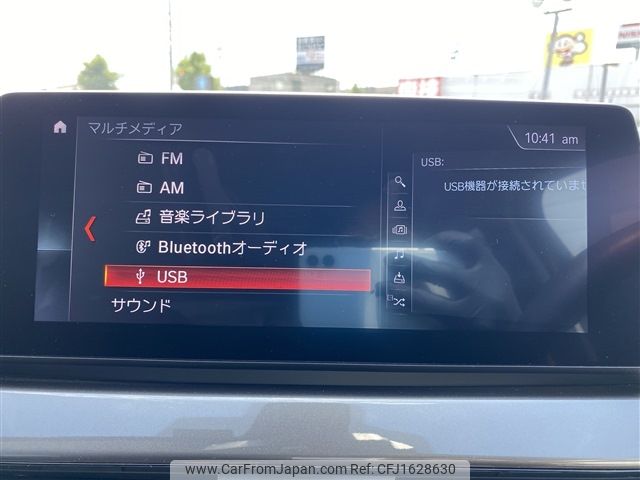 マルチメディア
10:41 am
FM
AM
音楽ライブラリ
Bluetoothオーディオ
USB
サウンド
USB:
USB機器が接続されていませ
www.CarFromJapan.com Ref:CFJ1628630